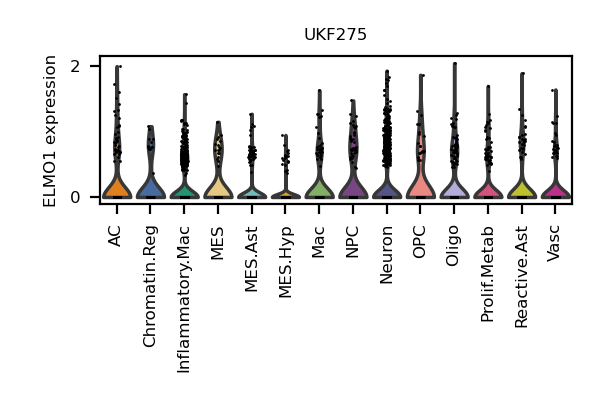 UKF275
ELMO1 expression
2
0
AC
Chromatin.Reg
Inflammatory.Mac
MES
MES.Ast
MES.Hyp
Mac
NPC
Neuron
OPC
Oligo
Prolif.Metab
Reactive.Ast
Vasc